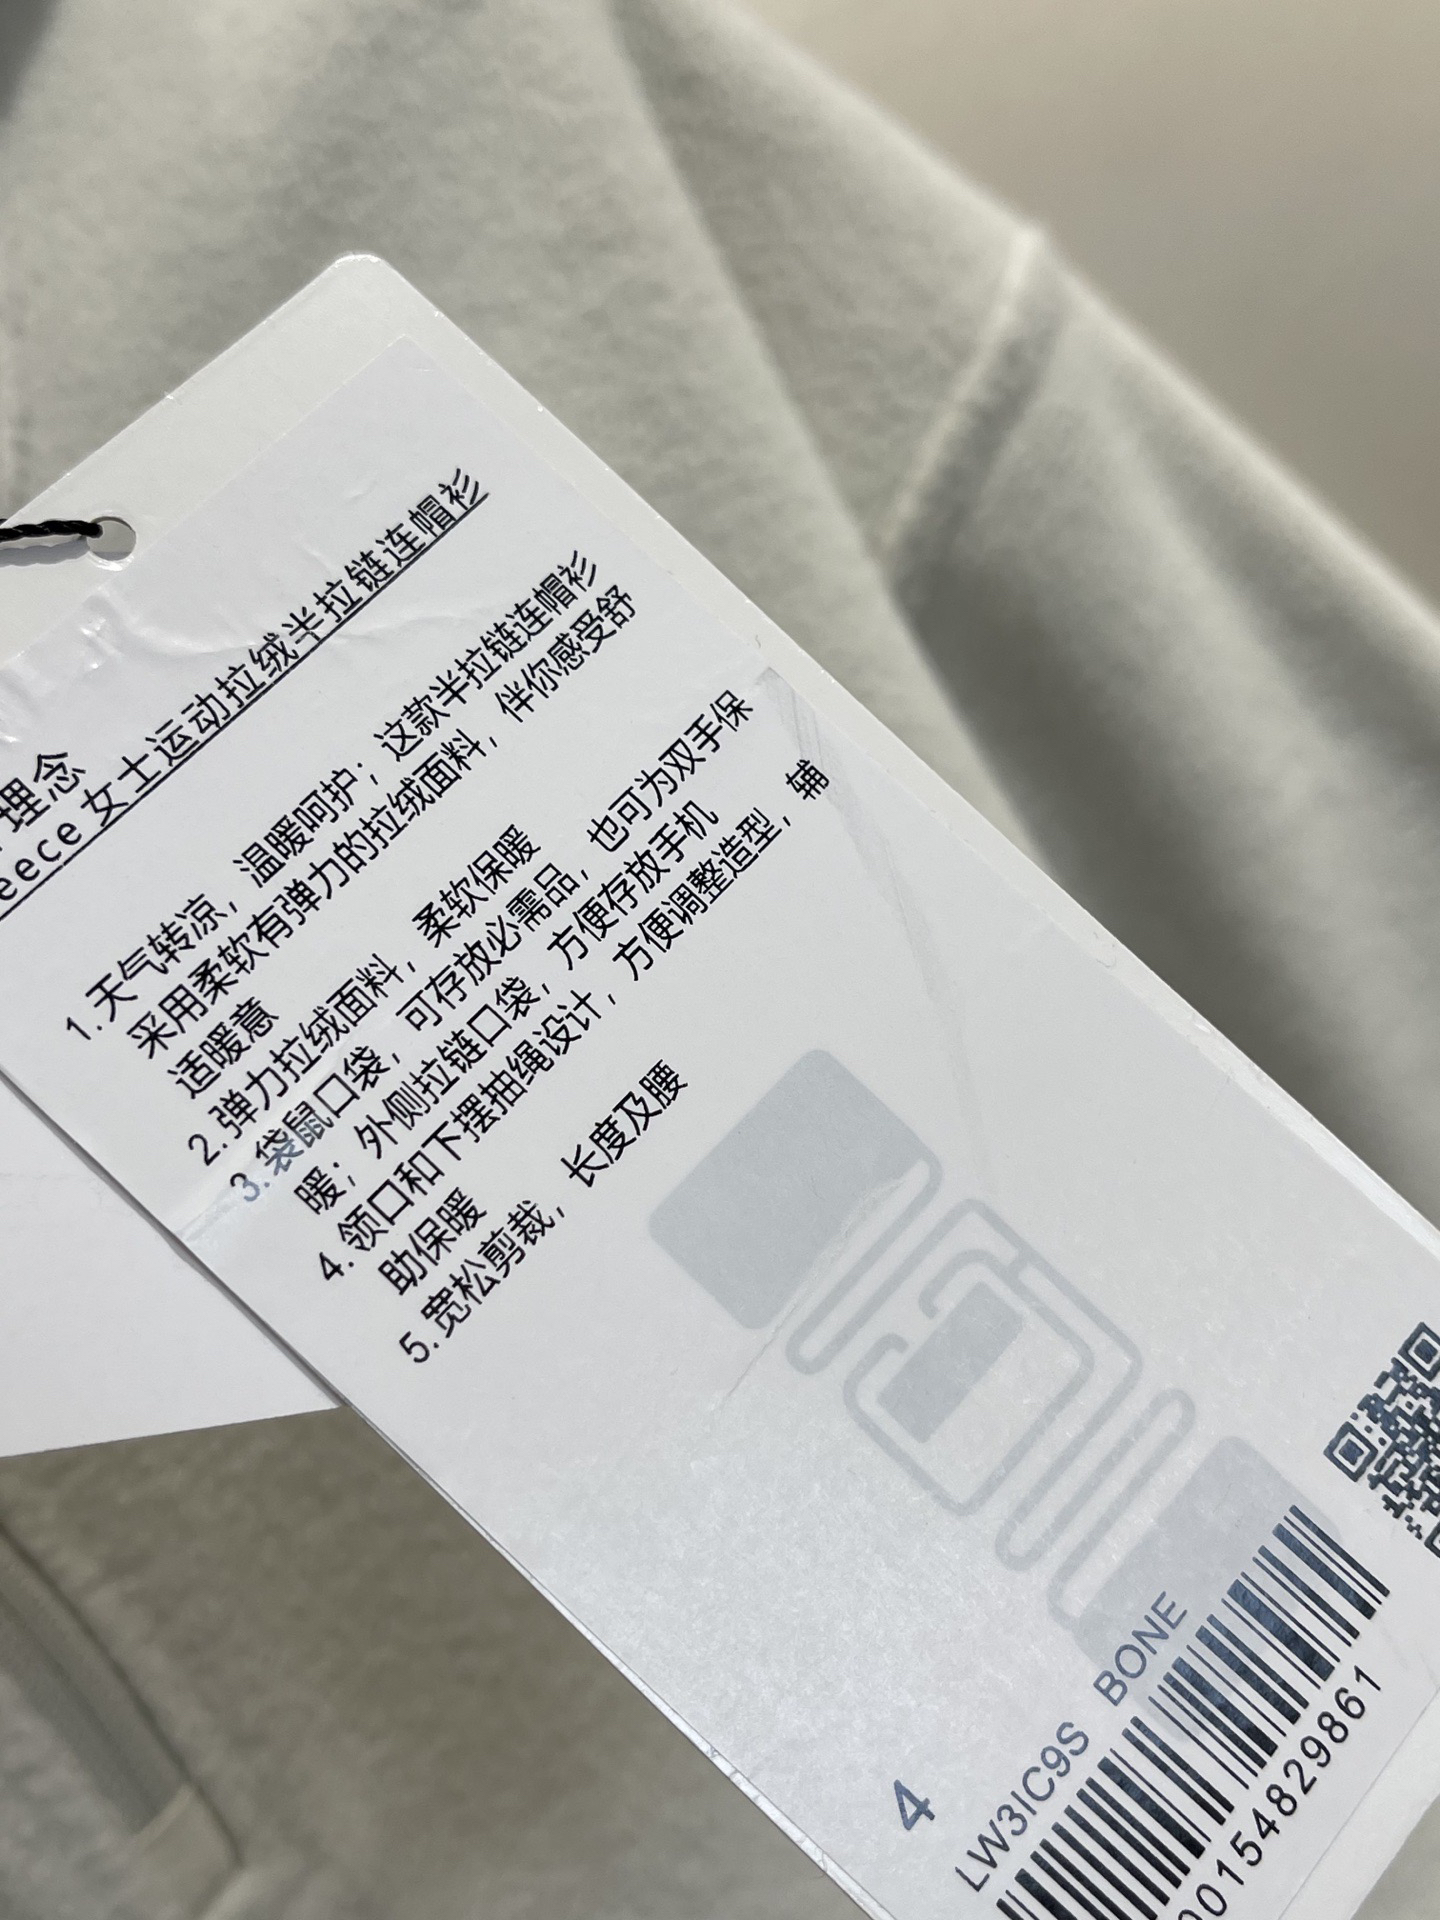 理念
eece 女士运动拉绒半拉链连帽衫
1.天气转凉，温暖呵护；这款半拉链连帽衫
采用柔软有弹力的拉绒面料，伴你感受舒
适暖意
2.弹力拉绒面料，柔软保暖
3.袋鼠口袋，可存放必需品，也可为双手保
暖；外侧拉链口袋，方便存放手机
4.领口和下摆抽绳设计，方便调整造型，辅
助保暖
5.宽松剪裁，长度及腰
4
LW3IC9S BONE
00154829861